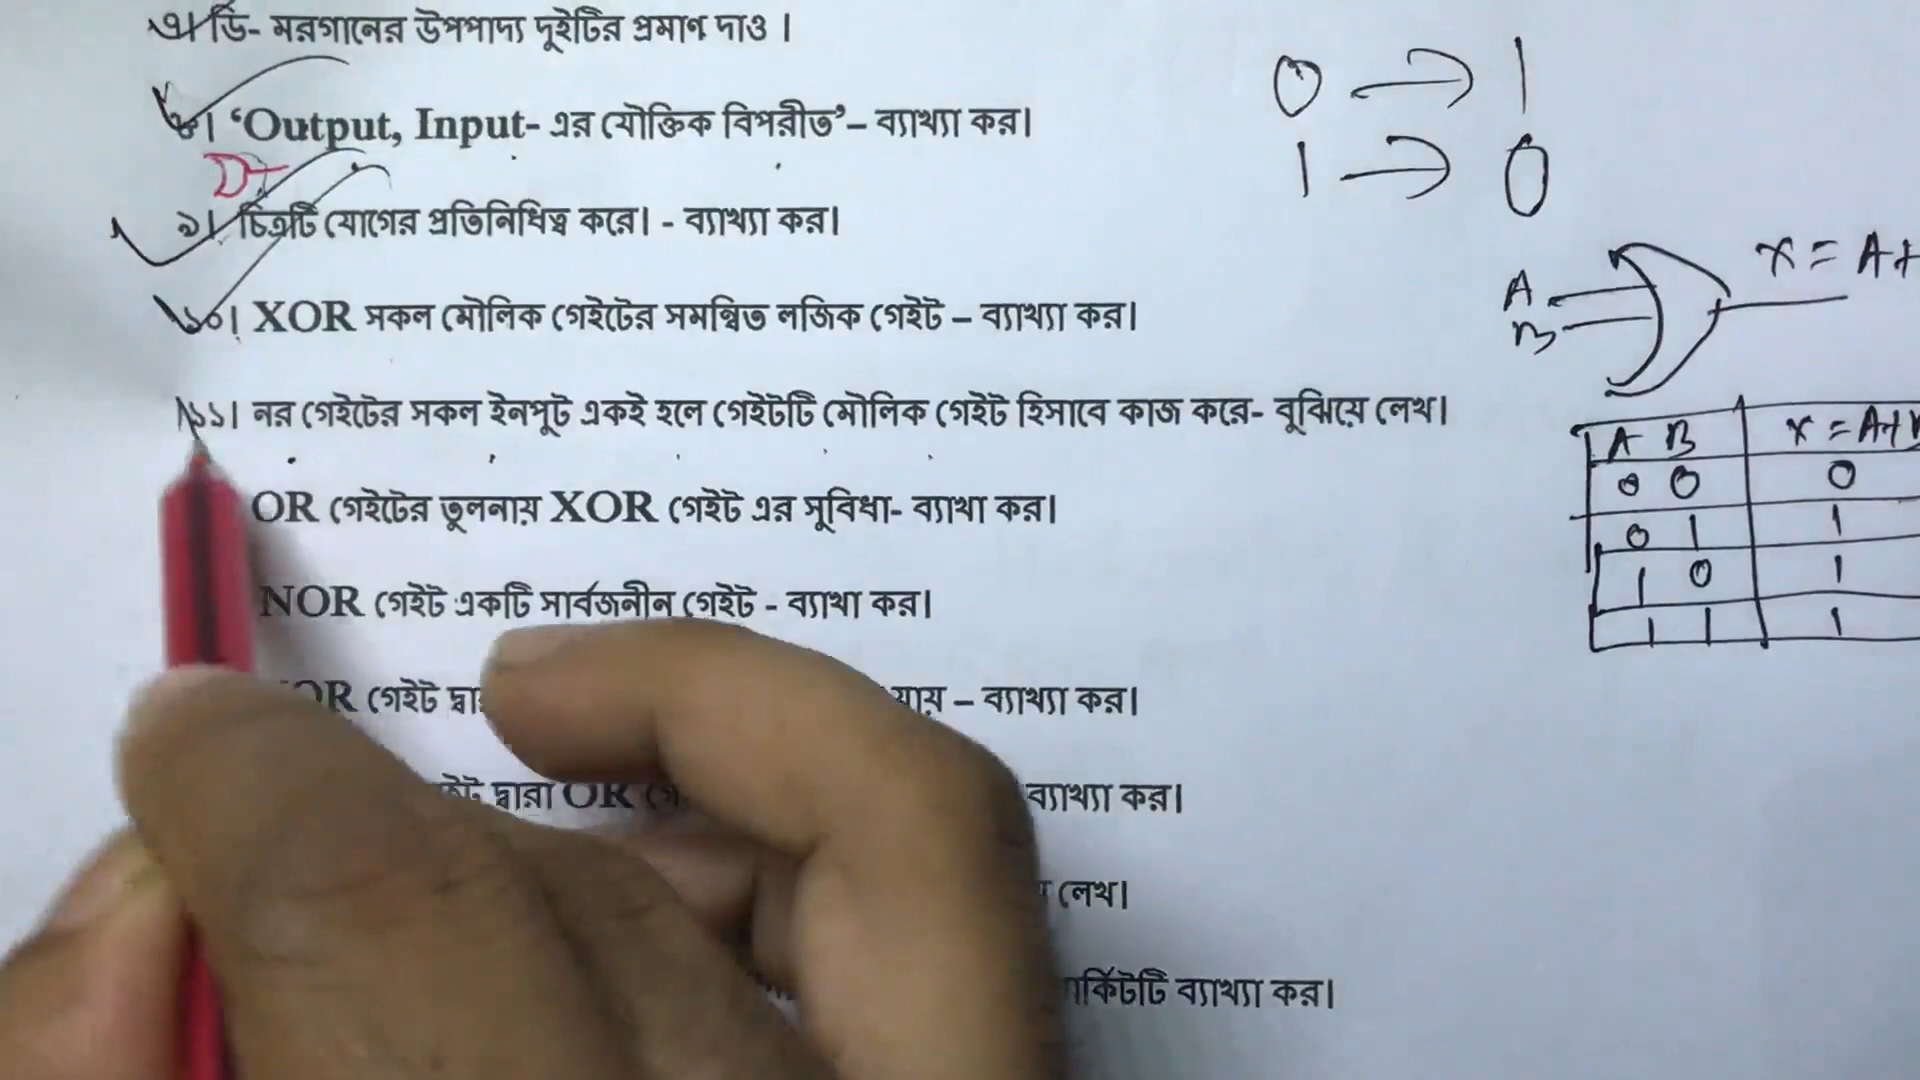 ৭। ডি- মরগানের উপপাদ্য দুইটির প্রমাণ দাও ।
৮। ‘Output, Input- এর যৌক্তিক বিপরীত’– ব্যাখ্যা কর।
৯। চিত্রটি যোগের প্রতিনিধিত্ব করে। - ব্যাখ্যা কর।
১০। XOR সকল মৌলিক গেইটের সমন্বিত লজিক গেইট – ব্যাখ্যা কর।
১১। নর গেইটের সকল ইনপুট একই হলে গেইটটি মৌলিক গেইট হিসাবে কাজ করে- বুঝিয়ে লেখ।
OR গেইটের তুলনায় XOR গেইট এর সুবিধা- ব্যাখা কর।
NOR গেইট একটি সার্বজনীন গেইট - ব্যাখা কর।
গেইট – ব্যাখ্যা কর।
দ্বারা OR ব্যাখ্যা কর।
লেখ।
ব্যাখ্যা কর।
0 → 1
1 → 0
A
B
x = A+
A B x = A+
0 0 0
0 1 1
1 0 1
1 1 1